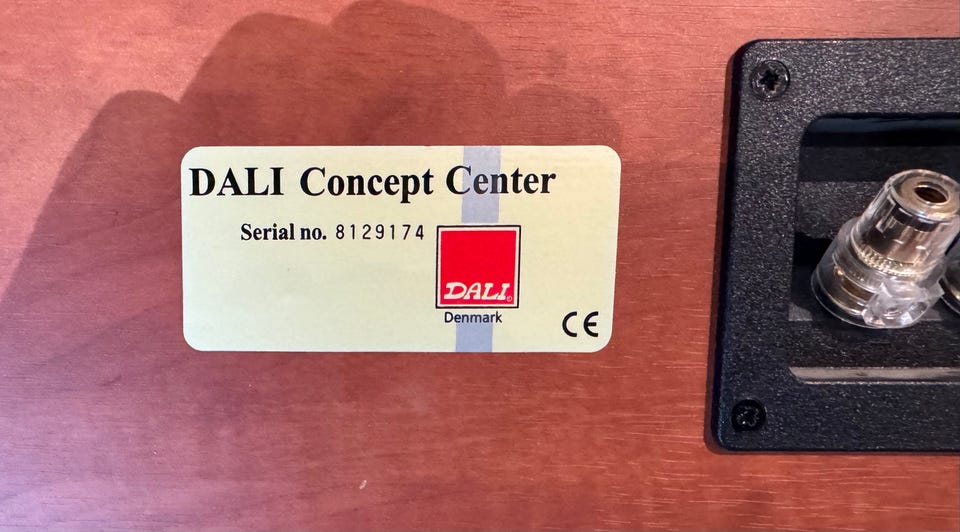 DALI Concept Center
Serial no. 8129174
DALI
Denmark
CE